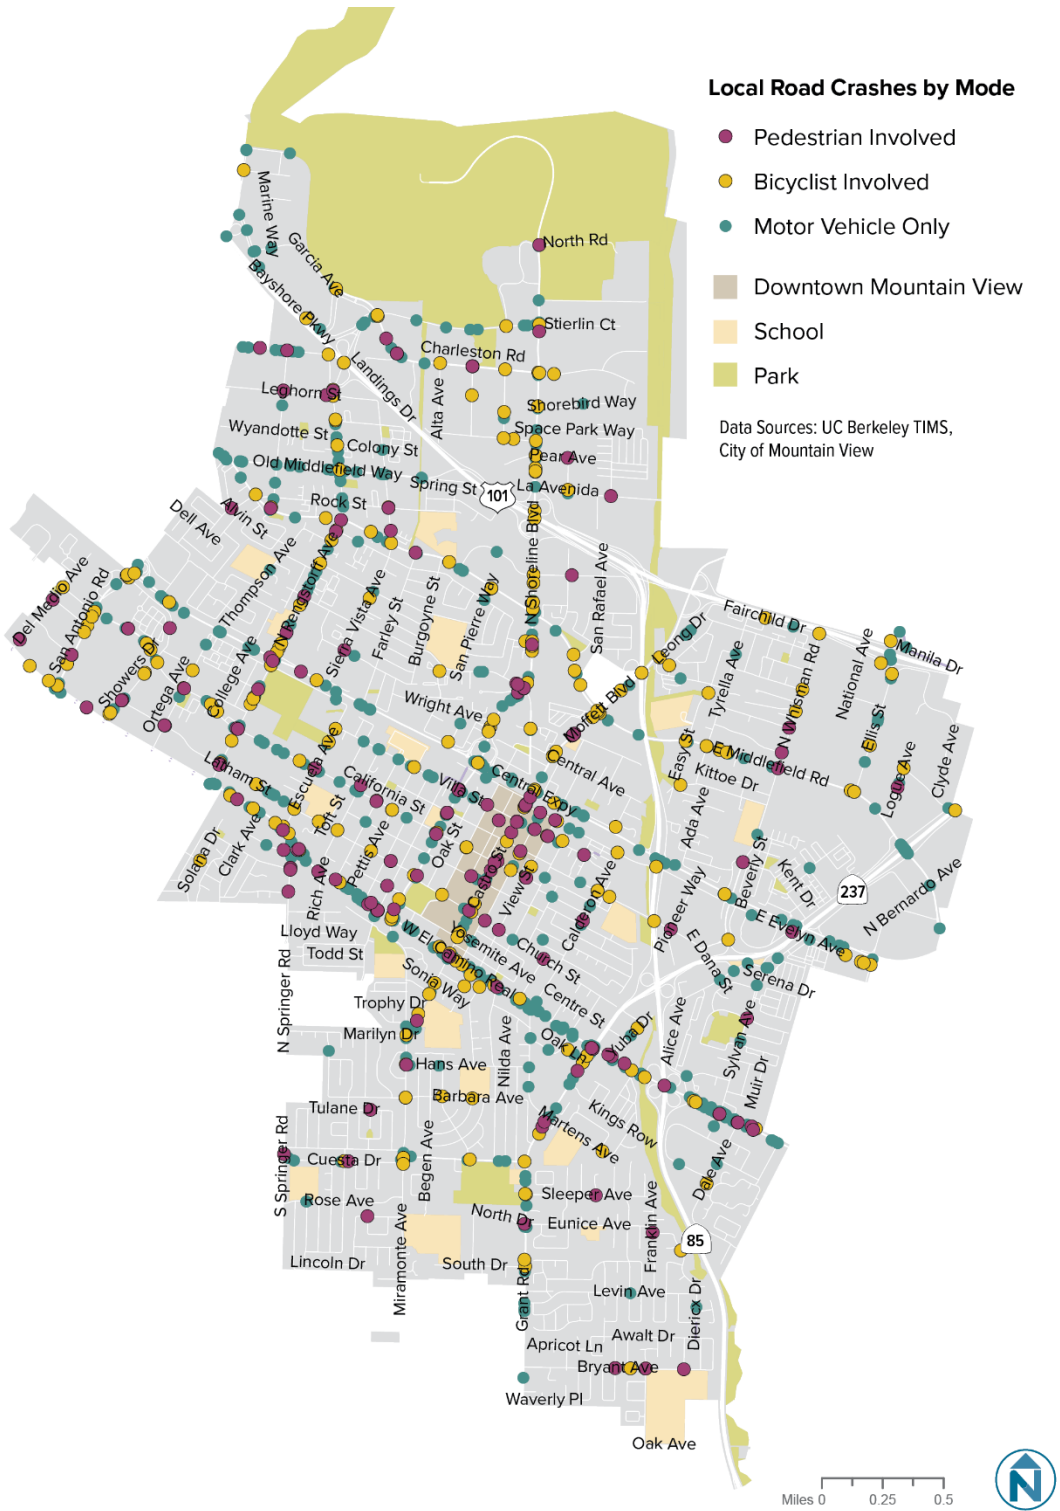 Local Road Crashes by Mode
Pedestrian Involved
Bicyclist Involved
Motor Vehicle Only
Downtown Mountain View
School
Park
Data Sources: UC Berkeley TIMS,
City of Mountain View
Marine Way
Garcia Ave
North Rd
Bayshore Pkwy
Stierlin Ct
Charleston Rd
Landings Dr
Leghorn St
Alta Ave
Shorebird Way
Wyandotte St
Colony St
Space Park Way
Pear Ave
Old Middlefield Way
Spring St
La Avenida
101
Rock St
Alvin St
Dell Ave
N Shoreline Blvd
San Rafael Ave
Thompson Ave
N Rengstorff Ave
Sierra Vista Ave
Farley St
Burgoyne St
San Pierre Way
Del Medio Ave
San Antonio Rd
Fairchild Dr
Leong Dr
Manila Dr
Showers Dr
Ortega Ave
College Ave
Wright Ave
Moffett Blvd
Tyrella Ave
N Whisman Rd
National Ave
Ellis St
Clyde Ave
Logue Ave
Easy St
E Middlefield Rd
Kittoe Dr
Central Ave
Central Expy
Latham St
Escuela Ave
California St
Villa St
Toft St
Oak St
Pettis Ave
Clark Ave
Solana Dr
Rich Ave
Castro St
View St
Calderon Ave
Ada Ave
Pioneer Way
Beverly St
Kent Dr
237
N Bernardo Ave
E Evelyn Ave
E Dana St
Serena Dr
Lloyd Way
Todd St
W El Camino Real
Yosemite Ave
Church St
Sonia Way
Centre St
N Springer Rd
Trophy Dr
Marilyn Dr
Hans Ave
Nilda Ave
Oak Ln
Yuba Dr
Alice Ave
Sylvan Ave
Muir Dr
Barbara Ave
Tulane Dr
Kings Row
Martens Ave
S Springer Rd
Cuesta Dr
Begen Ave
Dale Ave
Rose Ave
Sleeper Ave
North Dr
Eunice Ave
Franklin Ave
85
Miramonte Ave
Lincoln Dr
South Dr
Grant Rd
Levin Ave
Diericx Dr
Awalt Dr
Apricot Ln
Bryant Ave
Waverly Pl
Oak Ave
N
Miles 0 0.25 0.5